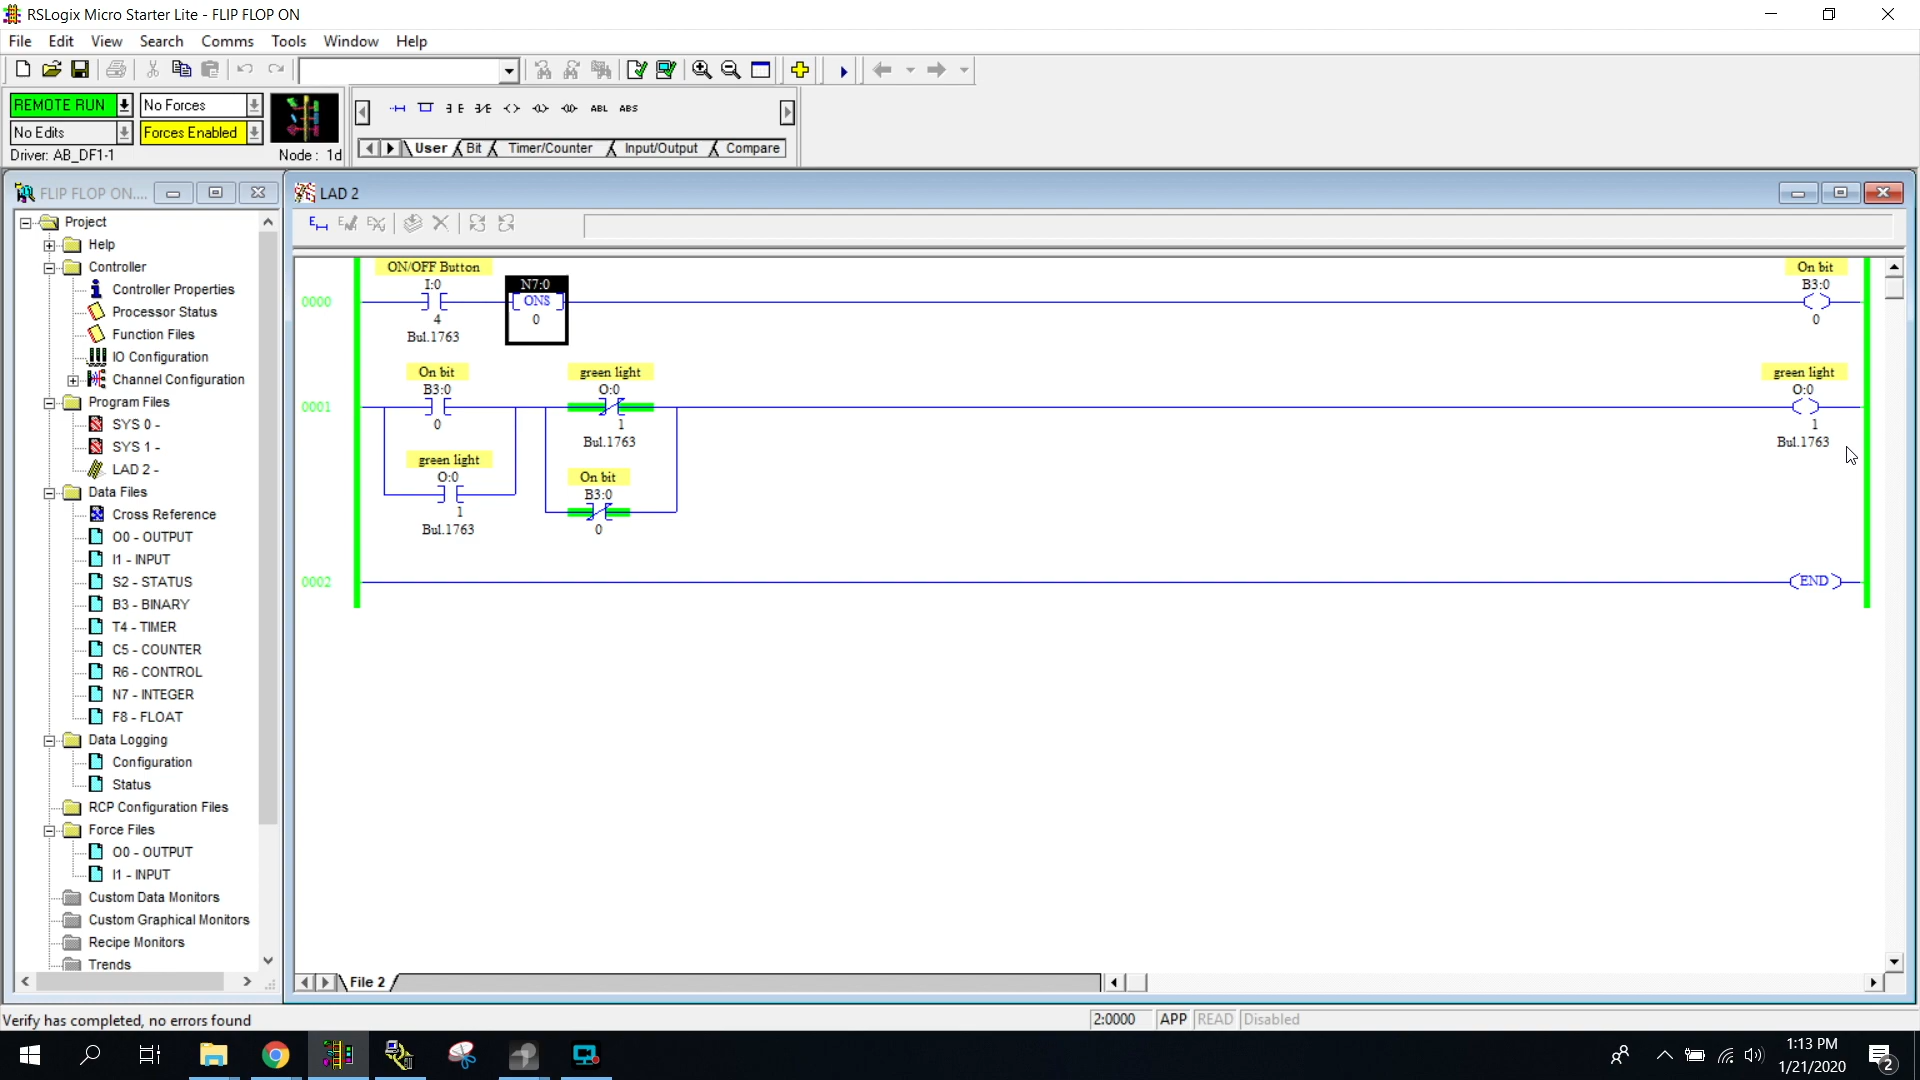 RSLogix Micro Starter Lite - FLIP FLOP ON
File Edit View Search Comms Tools Window Help
REMOTE RUN No Forces
No Edits Forces Enabled
Driver: AB_DF1-1 Node : 1d
ABL ABS
User Bit Timer/Counter Input/Output Compare
FLIP FLOP ON....
Project
Help
Controller
Controller Properties
Processor Status
Function Files
IO Configuration
Channel Configuration
Program Files
SYS 0 -
SYS 1 -
LAD 2 -
Data Files
Cross Reference
O0 - OUTPUT
I1 - INPUT
S2 - STATUS
B3 - BINARY
T4 - TIMER
C5 - COUNTER
R6 - CONTROL
N7 - INTEGER
F8 - FLOAT
Data Logging
Configuration
Status
RCP Configuration Files
Force Files
O0 - OUTPUT
I1 - INPUT
Custom Data Monitors
Custom Graphical Monitors
Recipe Monitors
Trends
LAD 2
ON/OFF Button On bit
I:0 N7:0 B3:0
0000 ONS
4 0 0
Bul.1763
On bit green light green light
B3:0 O:0 O:0
0001
0 1 1
Bul.1763 Bul.1763
green light On bit
O:0 B3:0
1 0
Bul.1763
0002 END
File 2
Verify has completed, no errors found 2:0000 APP READ Disabled
1:13 PM
1/21/2020
2